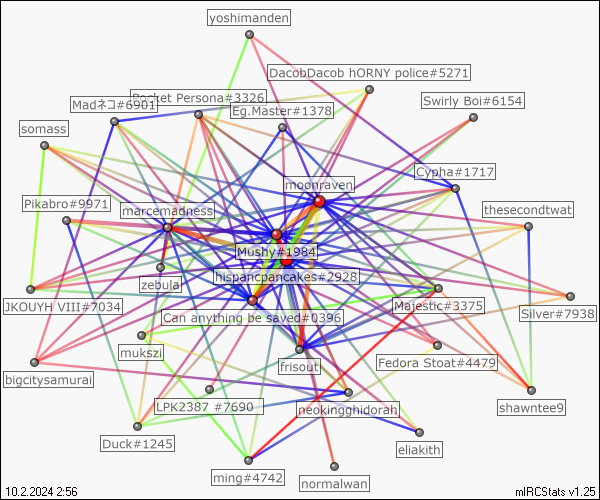 yoshimanden
DacobDacob hORNY police#5271
Pocket Persona#3326
Swirly Boi#6154
Madネコ#6901
Eg.Master#1378
somass
Cypha#1717
moonraven
Pikabro#9971
marcemadness
thesecondtwat
Mushy#1984
zebula
hispancpancakes#2928
JKOUYH VIII#7034
Majestic#3375
Silver#7938
Can anything be saved#0396
mukszi
frisout
Fedora Stoat#4479
bigcitysamurai
LPK2387 #7690
neokingghidorah
shawntee9
Duck#1245
eliakith
ming#4742
normalwan
10.2.2024 2:56
mIRCStats v1.25